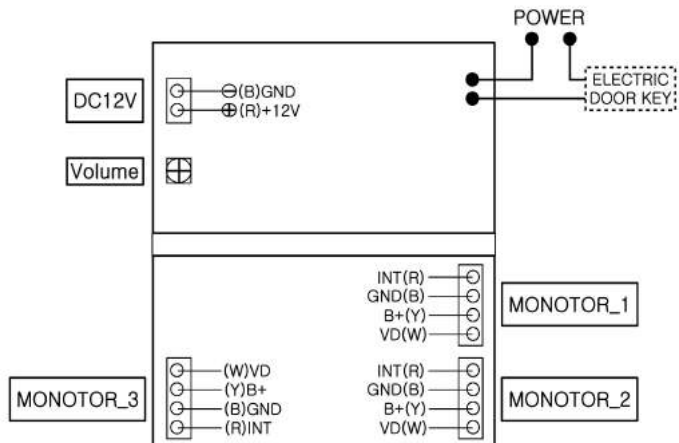 POWER
DC12V
⊖(B)GND
⊕(R)+12V
ELECTRIC
DOOR KEY
Volume
INT(R)
GND(B)
B+(Y)
VD(W)
MONOTOR_1
MONOTOR_3
(W)VD
(Y)B+
(B)GND
(R)INT
INT(R)
GND(B)
B+(Y)
VD(W)
MONOTOR_2